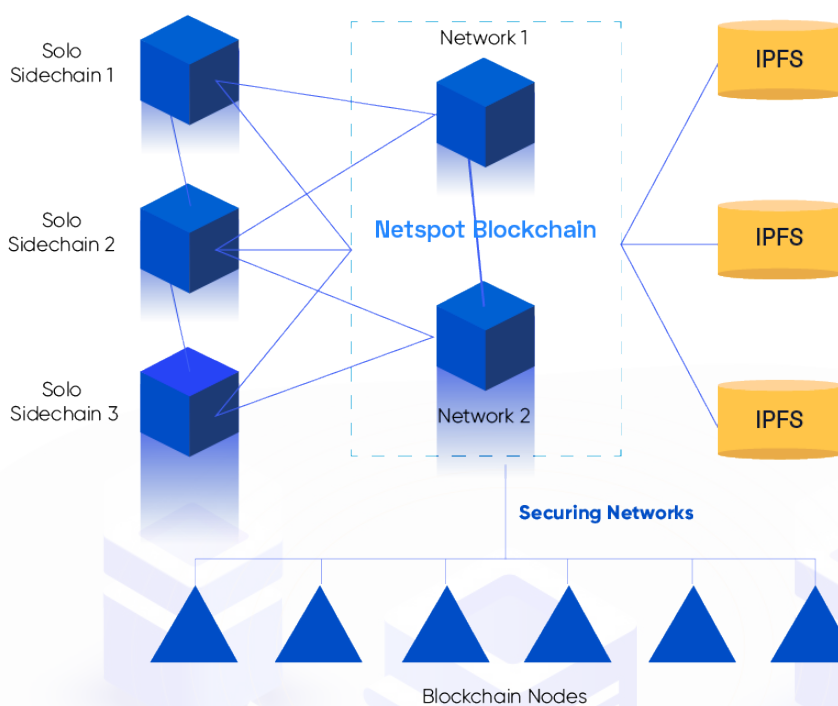 Solo
Sidechain 1
Network 1
IPFS
Solo
Sidechain 2
Netspot Blockchain
IPFS
Solo
Sidechain 3
Network 2
IPFS
Securing Networks
Blockchain Nodes